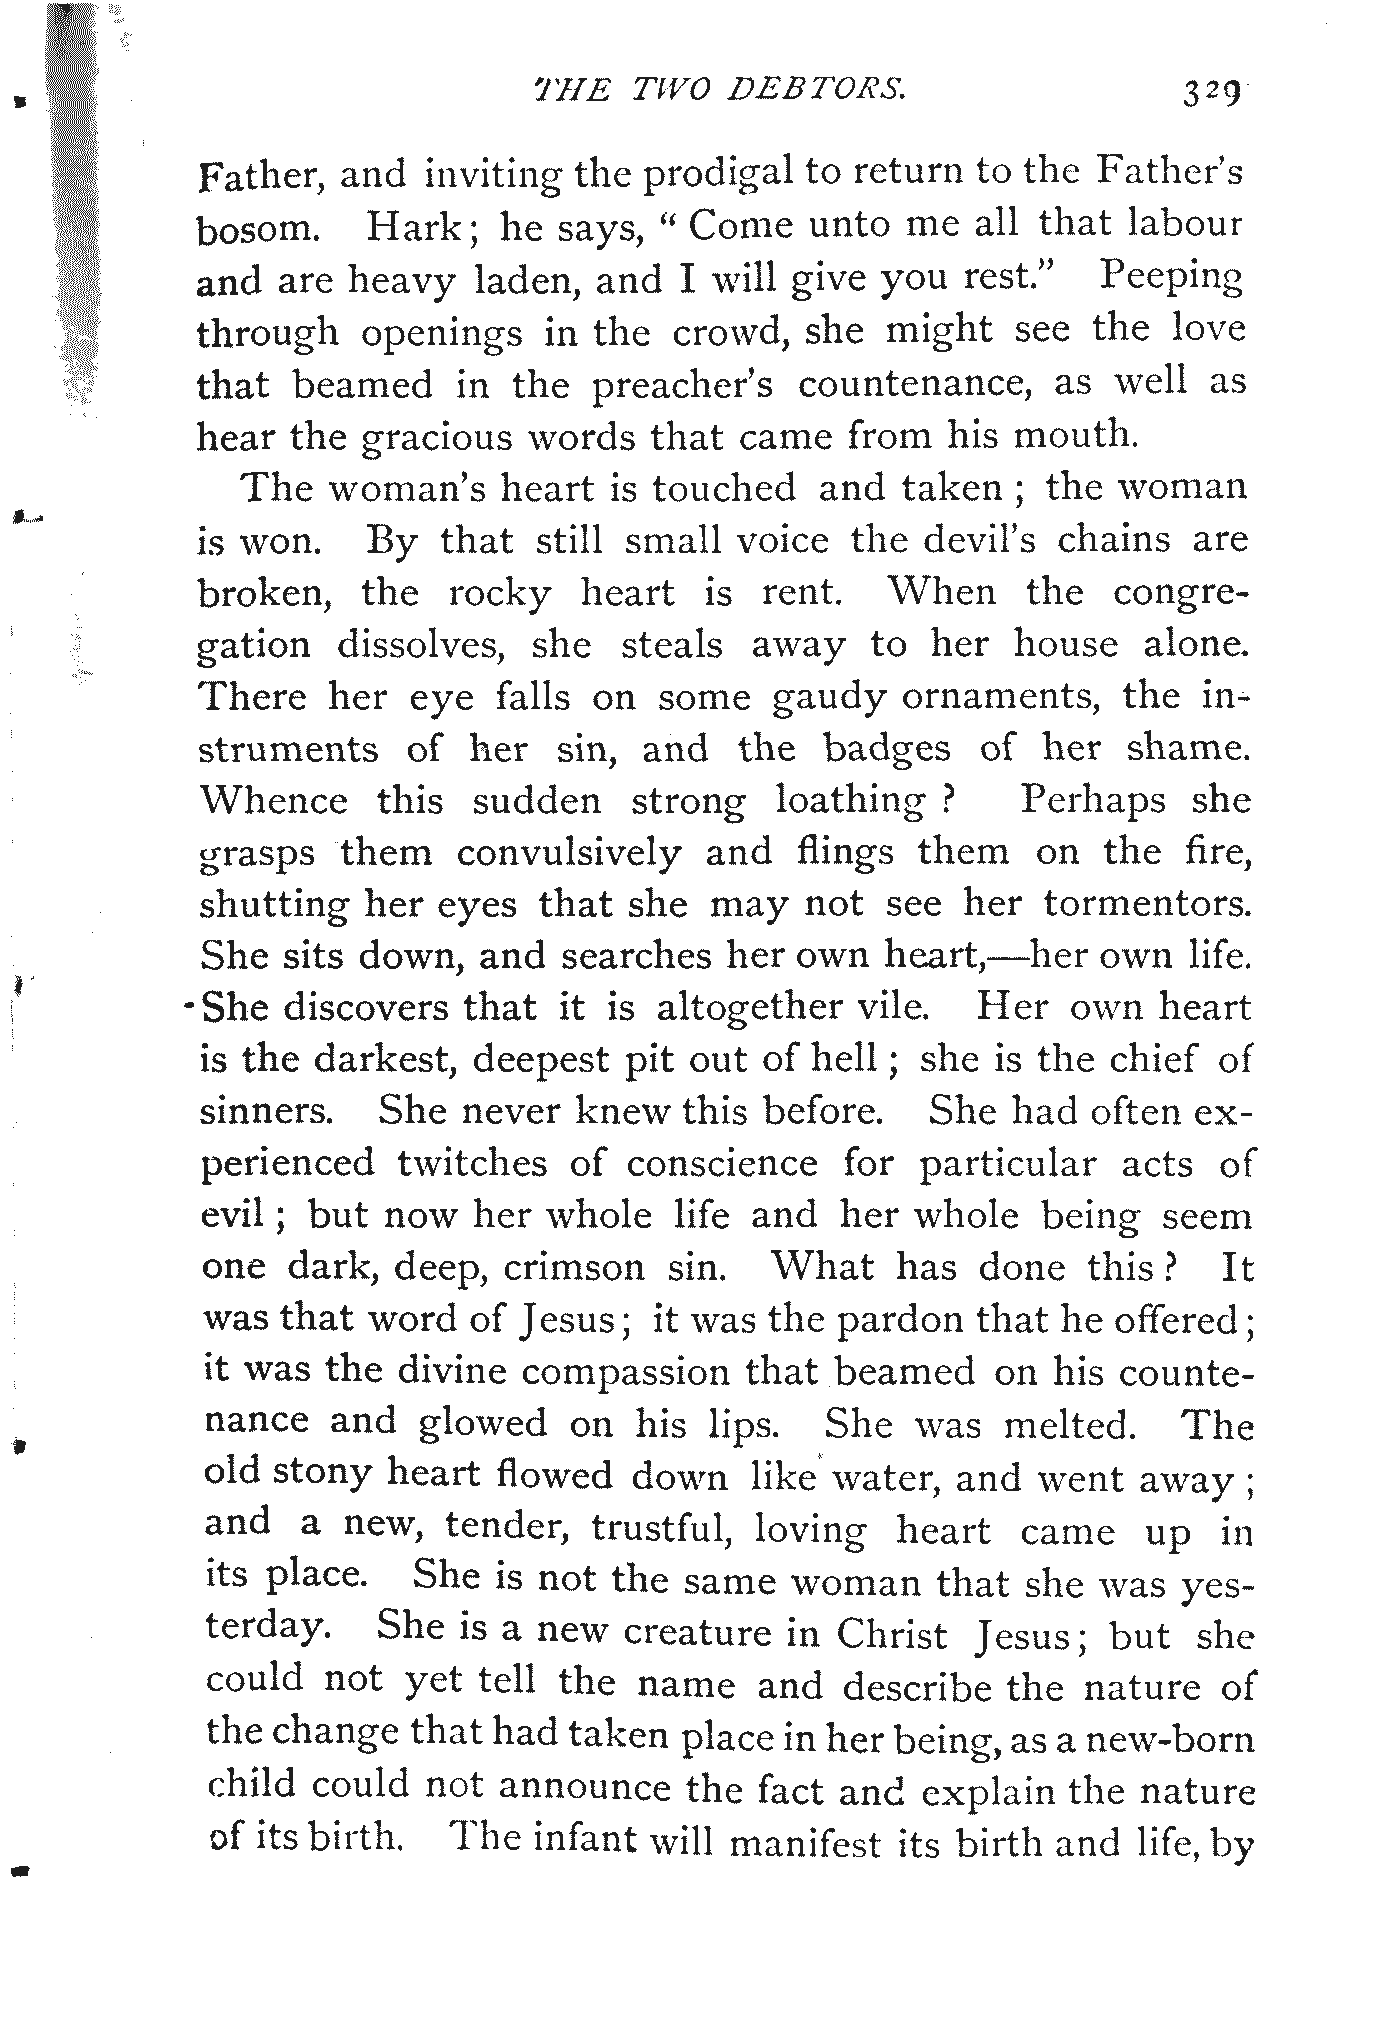 THE TWO DEBTORS. 329
Father, and inviting the prodigal to return to the Father's
bosom. Hark; he says, “ Come unto me all that labour
and are heavy laden, and I will give you rest.” Peeping
through openings in the crowd, she might see the love
that beamed in the preacher's countenance, as well as
hear the gracious words that came from his mouth.
The woman's heart is touched and taken ; the woman
is won. By that still small voice the devil's chains are
broken, the rocky heart is rent. When the congre-
gation dissolves, she steals away to her house alone.
There her eye falls on some gaudy ornaments, the in-
struments of her sin, and the badges of her shame.
Whence this sudden strong loathing ? Perhaps she
grasps them convulsively and flings them on the fire,
shutting her eyes that she may not see her tormentors.
She sits down, and searches her own heart,—her own life.
She discovers that it is altogether vile. Her own heart
is the darkest, deepest pit out of hell ; she is the chief of
sinners. She never knew this before. She had often ex-
perienced twitches of conscience for particular acts of
evil ; but now her whole life and her whole being seem
one dark, deep, crimson sin. What has done this ? It
was that word of Jesus ; it was the pardon that he offered ;
it was the divine compassion that beamed on his counte-
nance and glowed on his lips. She was melted. The
old stony heart flowed down like water, and went away ;
and a new, tender, trustful, loving heart came up in
its place. She is not the same woman that she was yes-
terday. She is a new creature in Christ Jesus ; but she
could not yet tell the name and describe the nature of
the change that had taken place in her being, as a new-born
child could not announce the fact and explain the nature
of its birth. The infant will manifest its birth and life, by